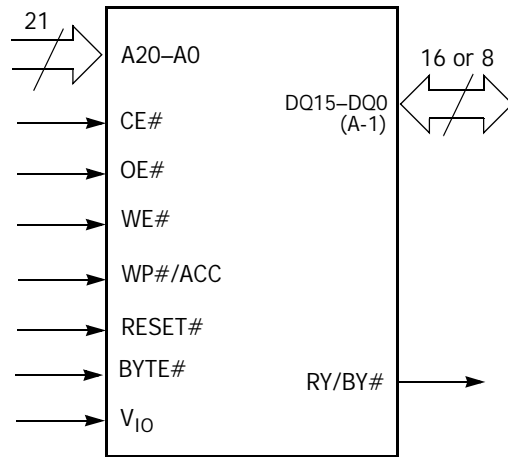 21
A20–A0
16 or 8
DQ15–DQ0
(A-1)
CE#
OE#
WE#
WP#/ACC
RESET#
BYTE#
RY/BY#
VIO